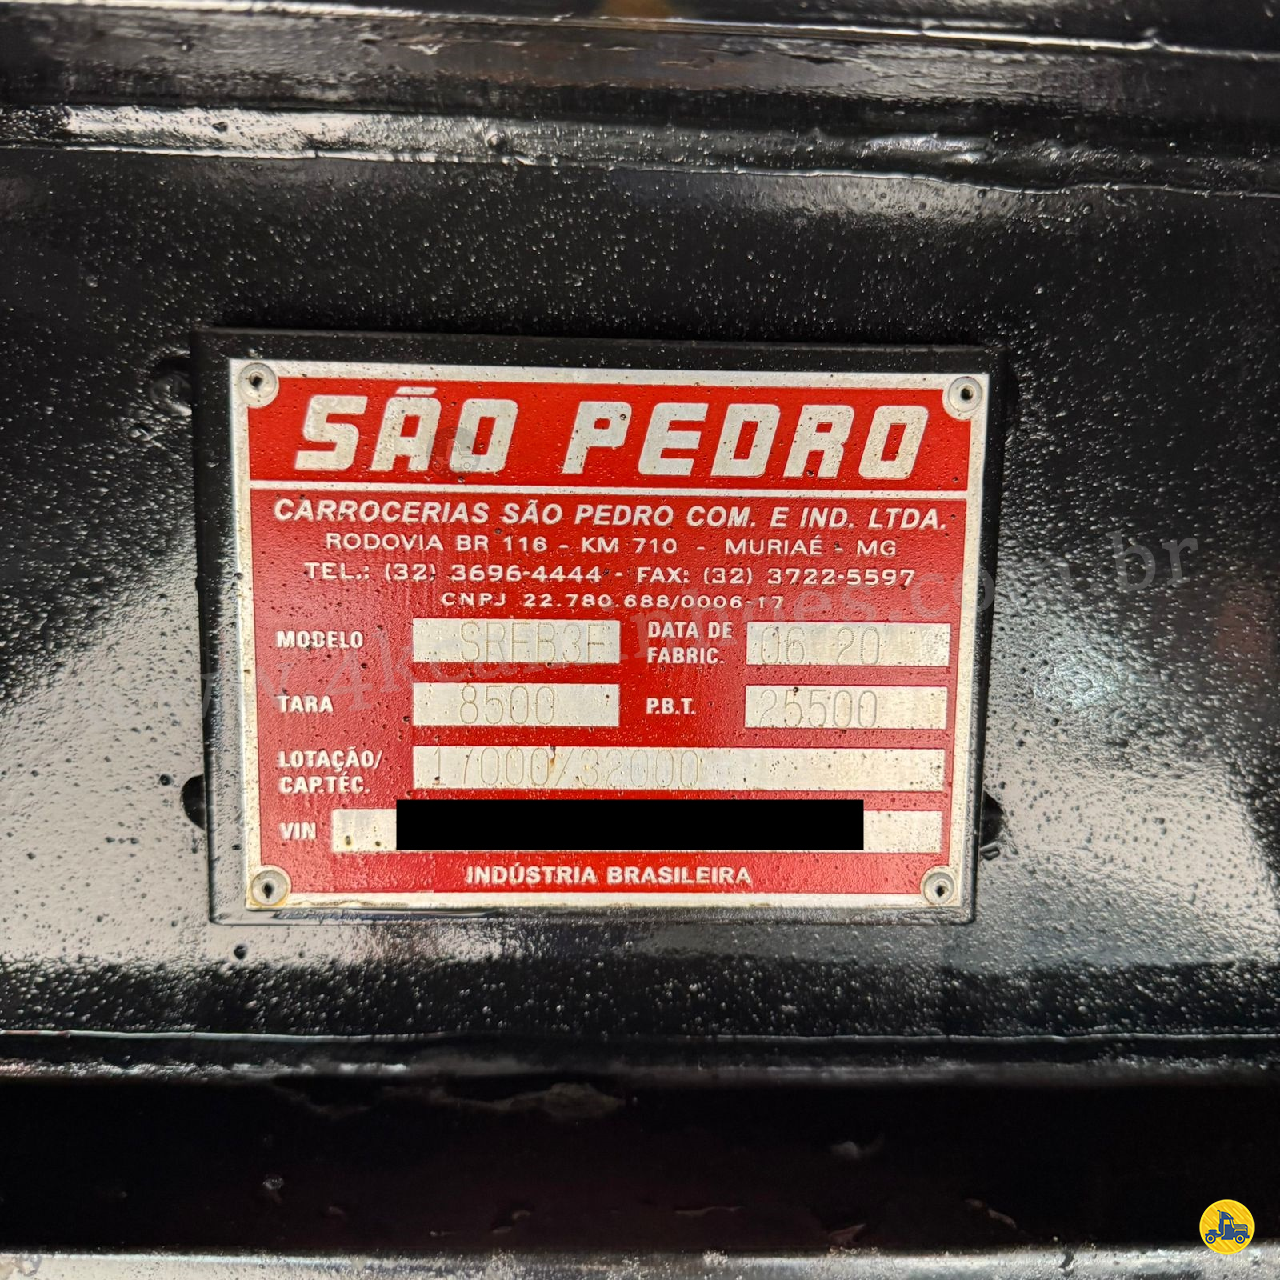 SÃO PEDRO
CARROCERIAS SÃO PEDRO COM. E IND. LTDA.
RODOVIA BR 116 - KM 710 - MURIAÉ - MG
TEL.: (32) 3696-4444 - FAX: (32) 3722-5597
CNPJ 22.780.688/0006-17
MODELO DATA DE FABRIC. 06 20
TARA 8500 P.B.T. 25500
LOTAÇÃO/ CAP.TÉC. 17000/32000
VIN
INDÚSTRIA BRASILEIRA